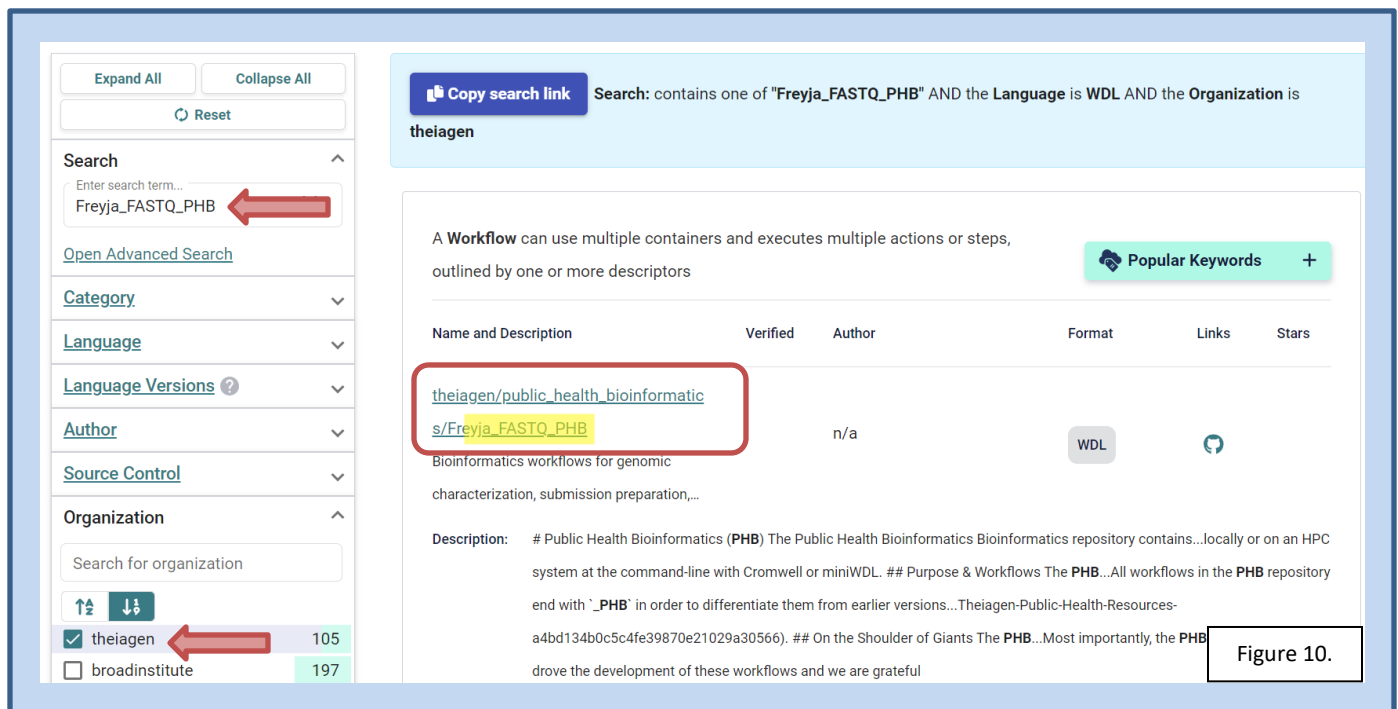 Expand All
Collapse All
Reset
Search
Enter search term...
Freyja_FASTQ_PHB
Open Advanced Search
Category
Language
Language Versions ?
Author
Source Control
Organization
Search for organization
theiagen 105
broadinstitute 197
Copy search link Search: contains one of "Freyja_FASTQ_PHB" AND the Language is WDL AND the Organization is
theiagen
A Workflow can use multiple containers and executes multiple actions or steps,
outlined by one or more descriptors
Popular Keywords +
Name and Description Verified Author Format Links Stars
theiagen/public_health_bioinformatic
s/Freyja_FASTQ_PHB
n/a
WDL
Bioinformatics workflows for genomic
characterization, submission preparation,...
Description: # Public Health Bioinformatics (PHB) The Public Health Bioinformatics Bioinformatics repository contains...locally or on an HPC
system at the command-line with Cromwell or miniWDL. ## Purpose & Workflows The PHB...All workflows in the PHB repository
end with `_PHB` in order to differentiate them from earlier versions...Theiagen-Public-Health-Resources-
a4bd134b0c5c4fe39870e21029a30566). ## On the Shoulder of Giants The PHB...Most importantly, the PHB
drove the development of these workflows and we are grateful
Figure 10.